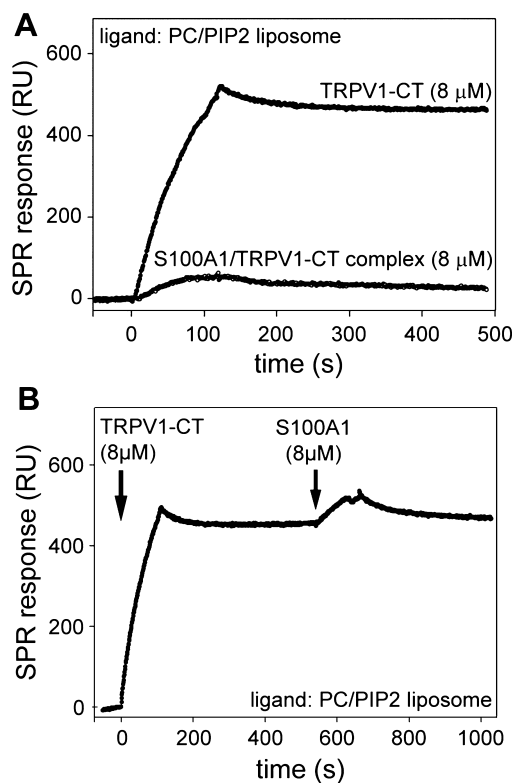 A
ligand: PC/PIP2 liposome
TRPV1-CT (8 μM)
S100A1/TRPV1-CT complex (8 μM)
SPR response (RU)
600
400
200
0
0 100 200 300 400 500
time (s)
B
TRPV1-CT
(8μM)
S100A1
(8μM)
SPR response (RU)
600
400
200
0
ligand: PC/PIP2 liposome
0 200 400 600 800 1000
time (s)